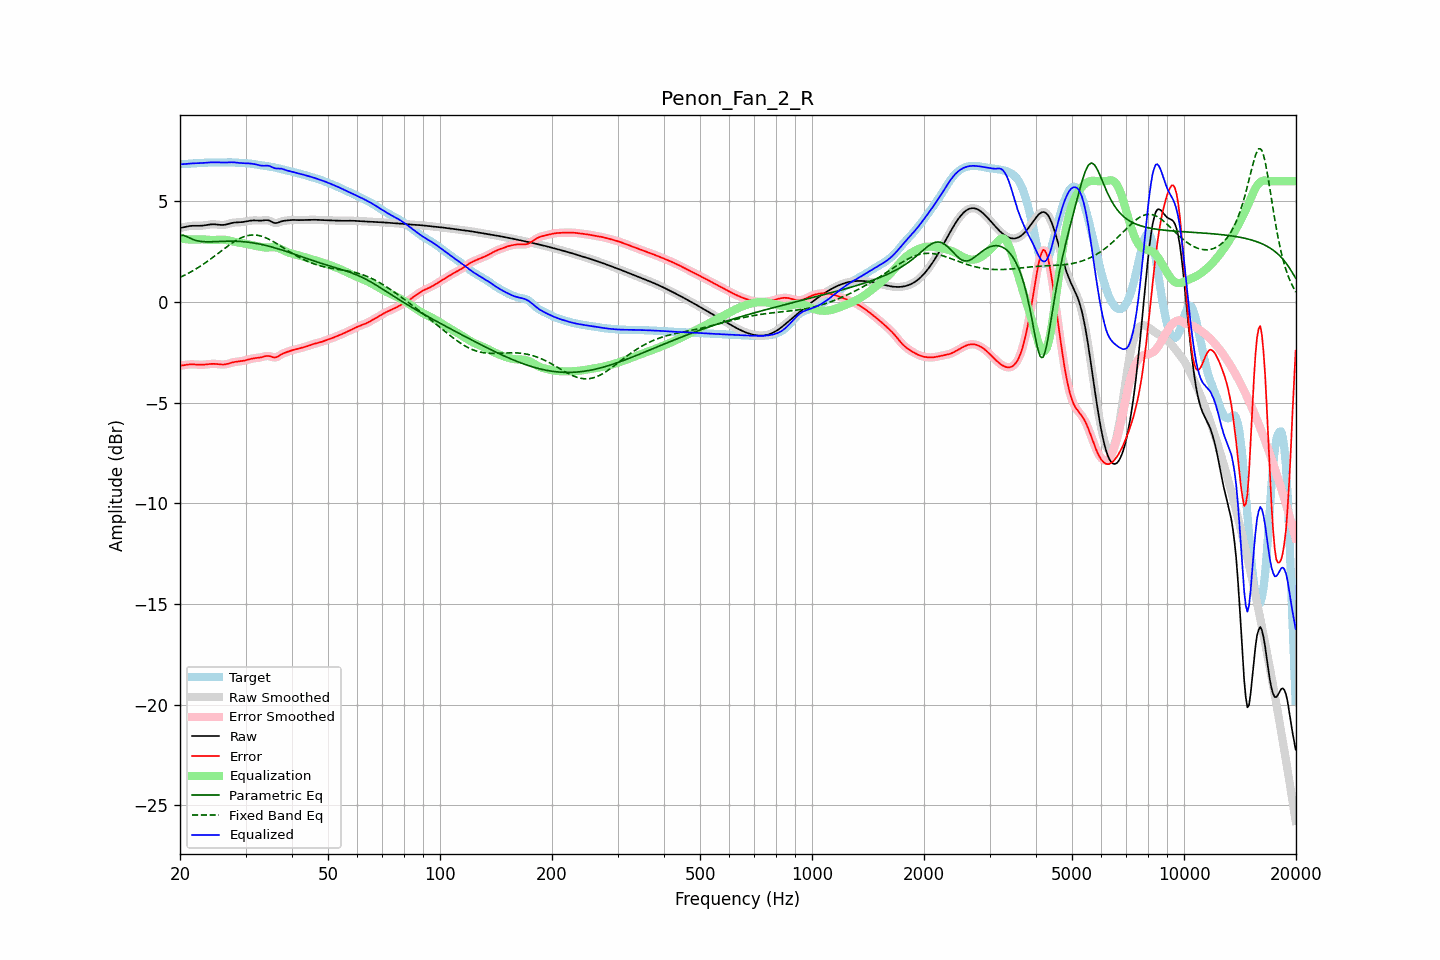 Penon_Fan_2_R
Amplitude (dBr)
5
0
−5
−10
−15
−20
−25
Target
Raw Smoothed
Error Smoothed
Raw
Error
Equalization
Parametric Eq
Fixed Band Eq
Equalized
20 50 100 200 500 1000 2000 5000 10000 20000
Frequency (Hz)